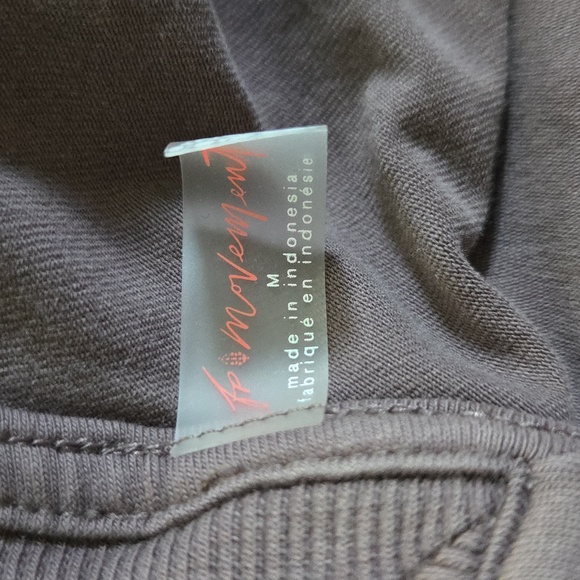 fp movement
M
made in indonesia
fabriqué en indonésie